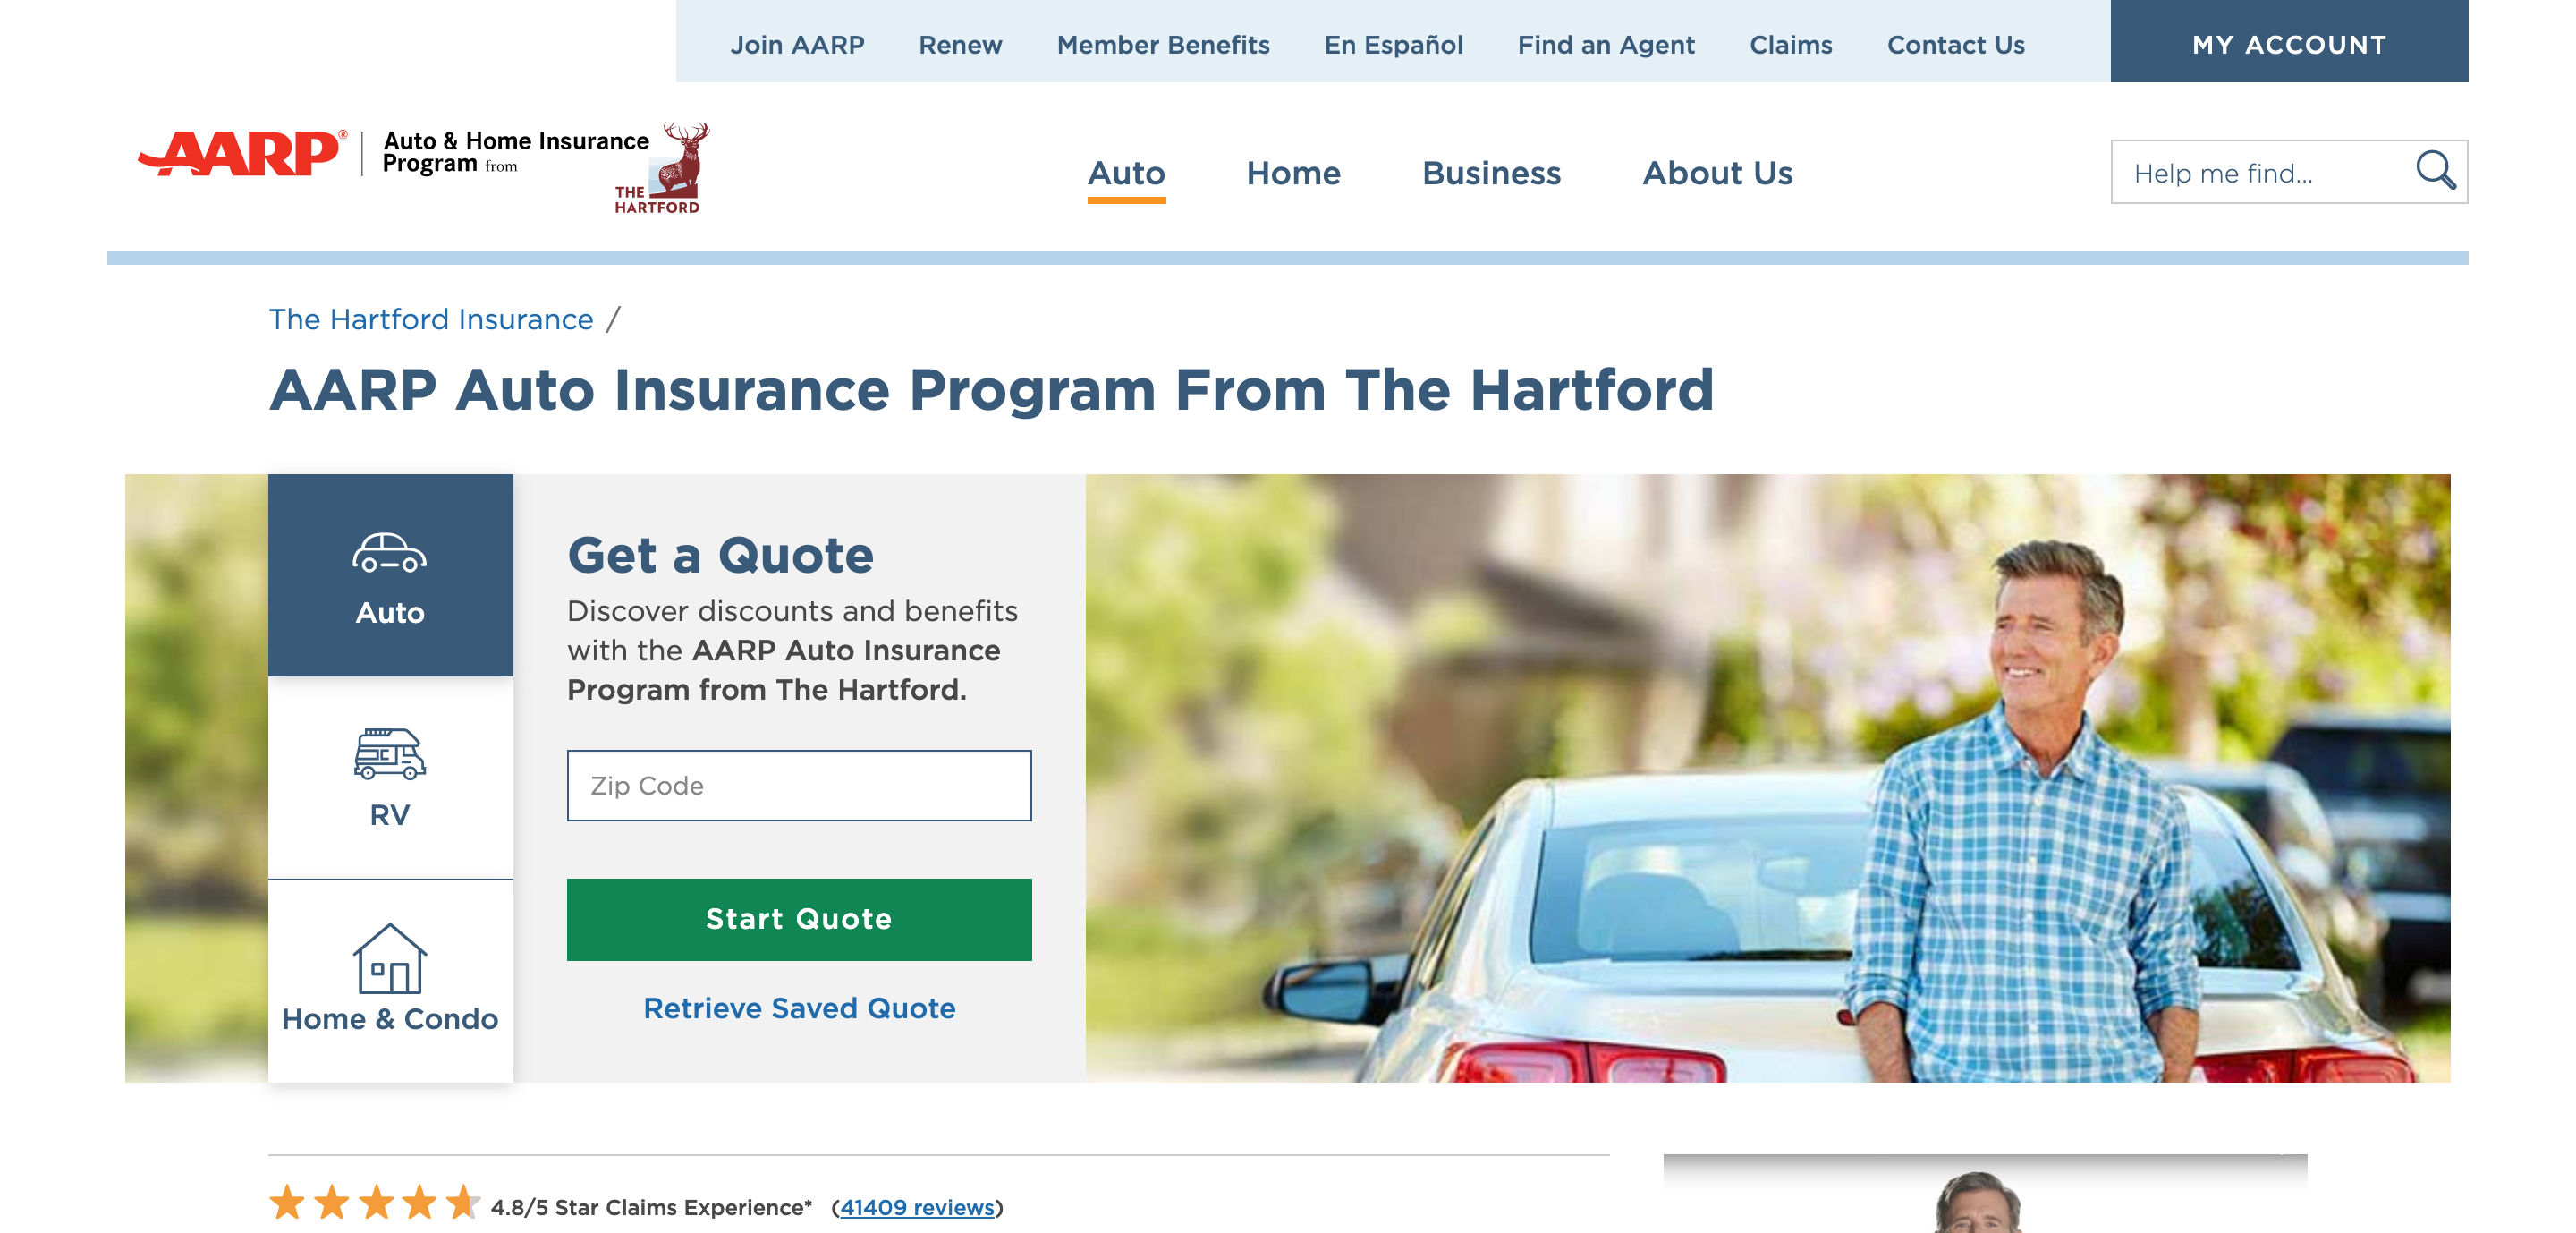 Join AARP
Renew
Member Benefits
En Español
Find an Agent
Claims
Contact Us
MY ACCOUNT
AARP®
Auto & Home Insurance
Program from
THE
HARTFORD
Auto
Home
Business
About Us
Help me find...
The Hartford Insurance /
AARP Auto Insurance Program From The Hartford
Auto
RV
Home & Condo
Get a Quote
Discover discounts and benefits
with the AARP Auto Insurance
Program from The Hartford.
Zip Code
Start Quote
Retrieve Saved Quote
4.8/5 Star Claims Experience* (41409 reviews)